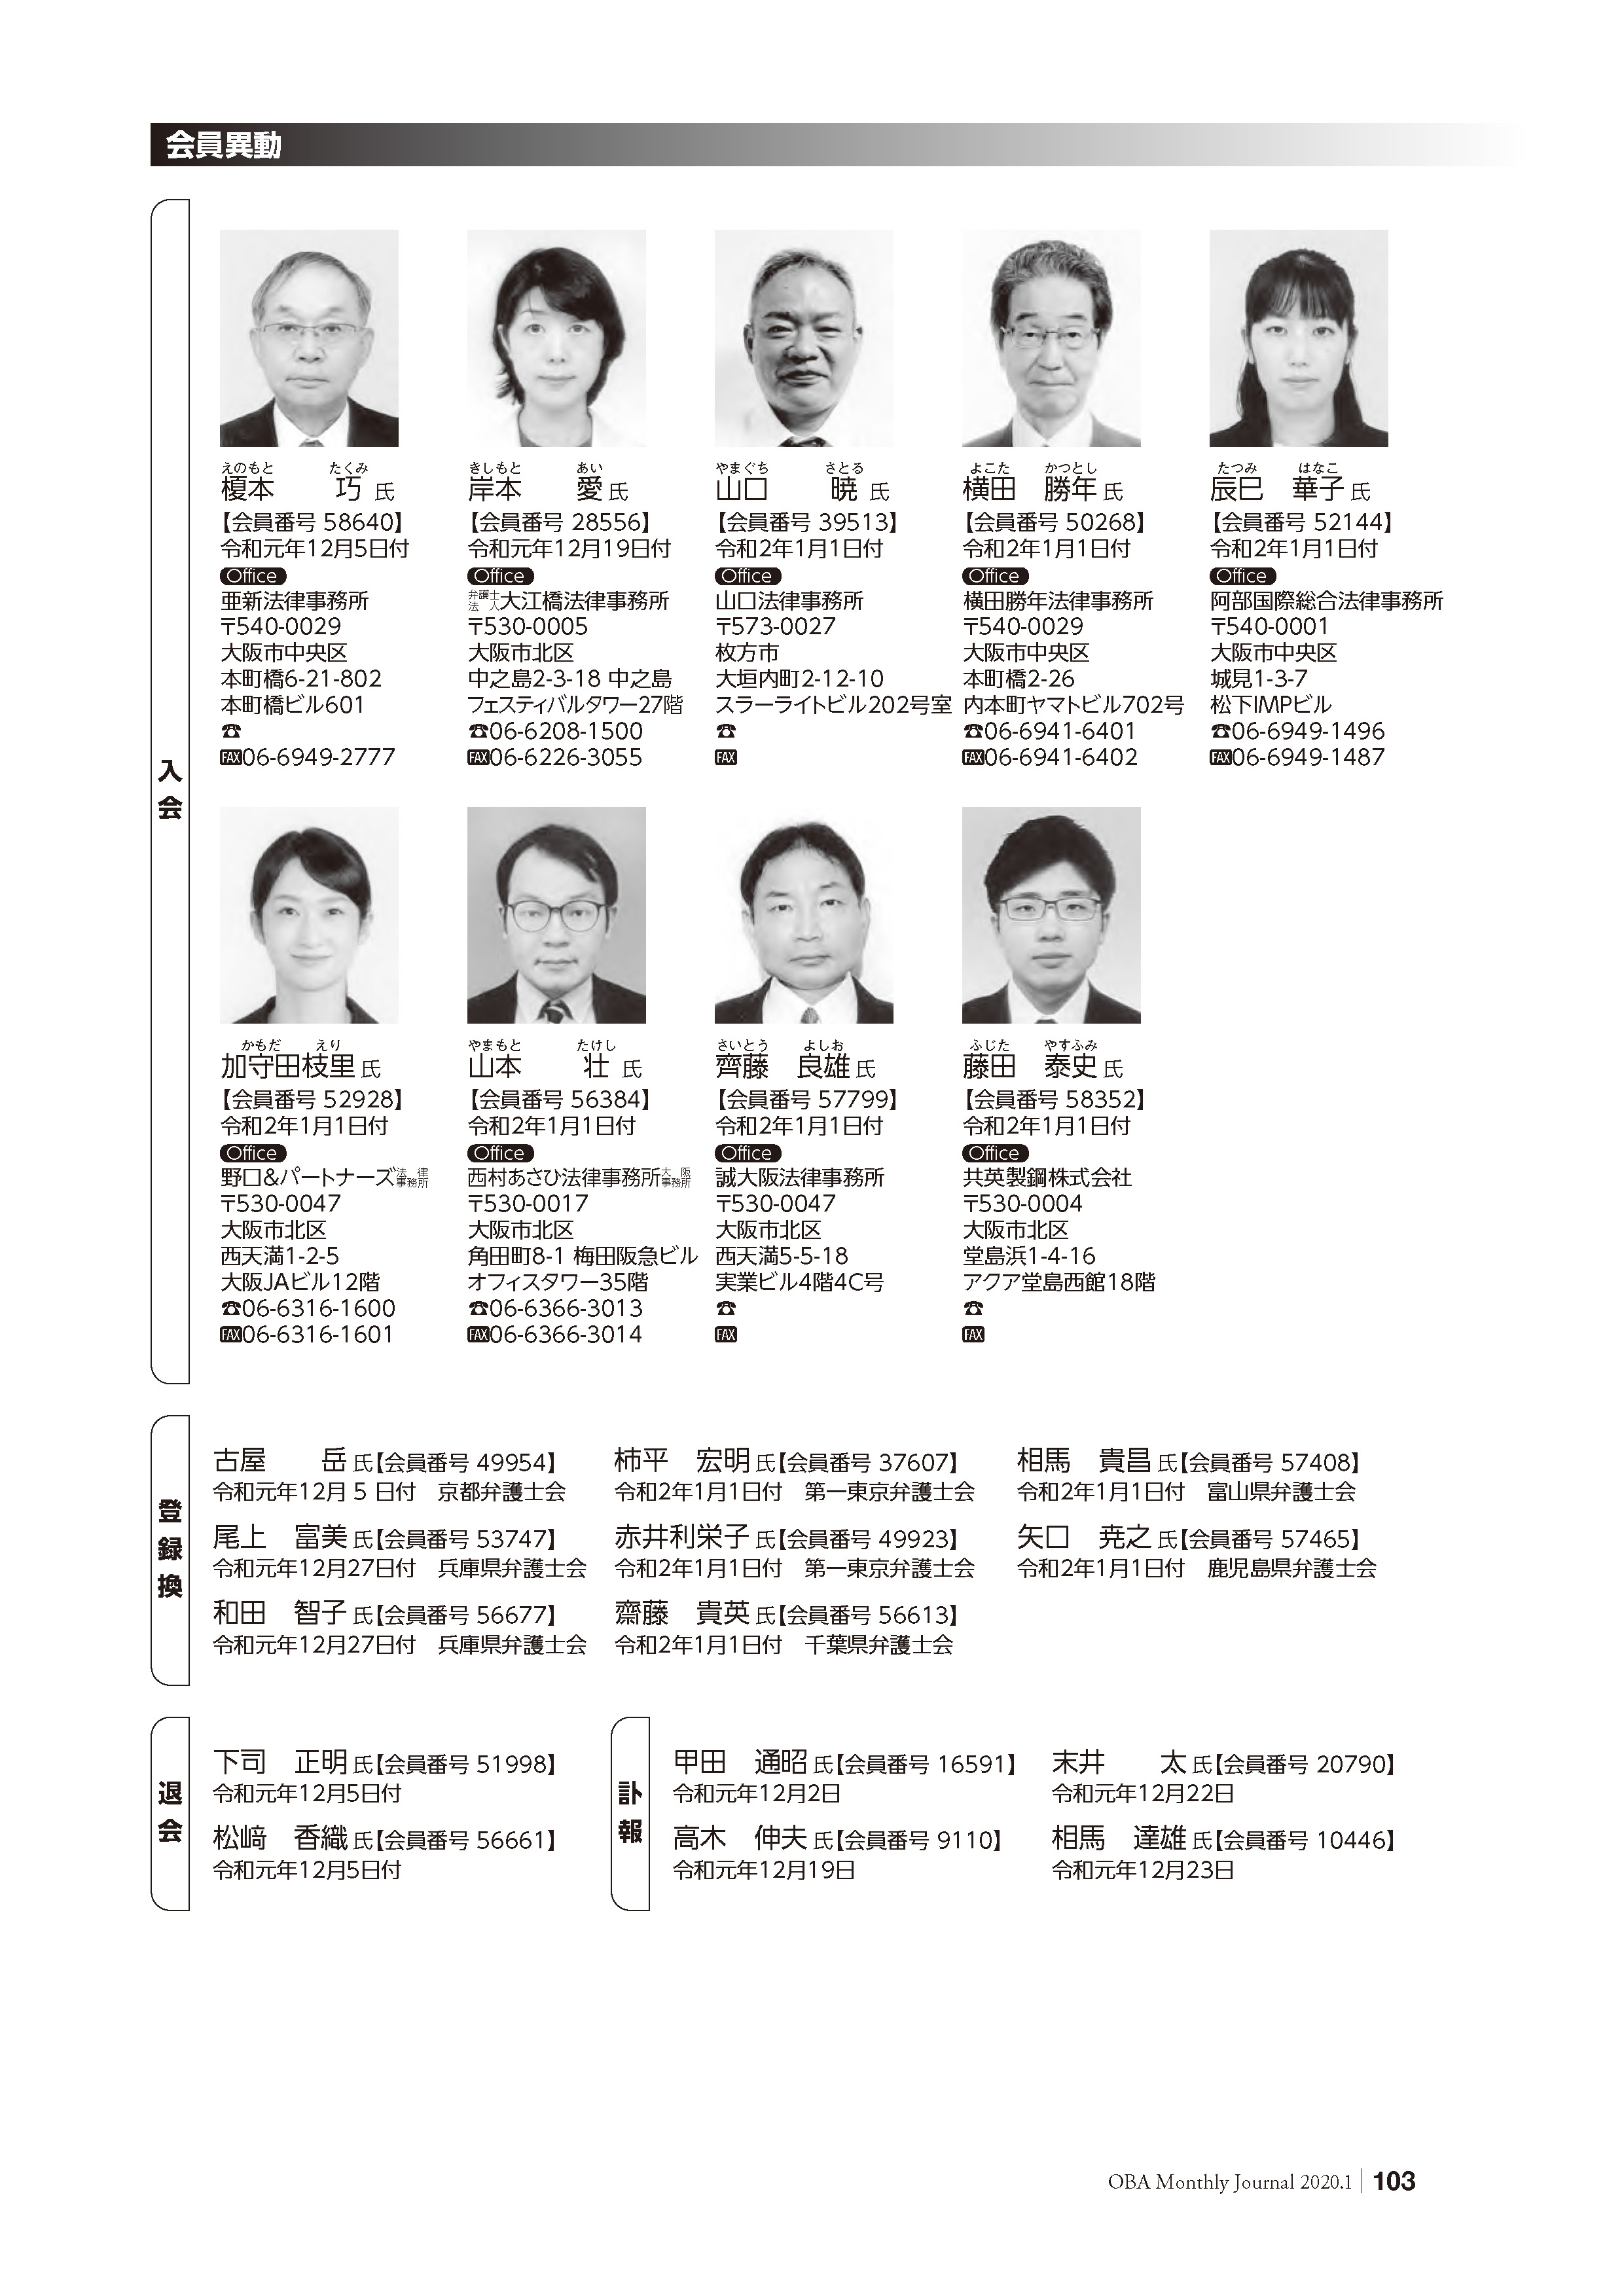 会員異動
入会
えのもと　たくみ
榎本　巧 氏
【会員番号 58640】
令和元年12月5日付
Office
亜新法律事務所
〒540-0029
大阪市中央区
本町橋6-21-802
本町橋ビル601
☎
FAX06-6949-2777
きしもと　あい
岸本　愛 氏
【会員番号 28556】
令和元年12月19日付
Office
弁護士法人大江橋法律事務所
〒530-0005
大阪市北区
中之島2-3-18 中之島
フェスティバルタワー27階
☎06-6208-1500
FAX06-6226-3055
やまぐち　さとる
山口　暁 氏
【会員番号 39513】
令和2年1月1日付
Office
山口法律事務所
〒573-0027
枚方市
大垣内町2-12-10
スラーライトビル202号室
☎
FAX
よこた　かつとし
横田　勝年 氏
【会員番号 50268】
令和2年1月1日付
Office
横田勝年法律事務所
〒540-0029
大阪市中央区
本町橋2-26
内本町ヤマトビル702号
☎06-6941-6401
FAX06-6941-6402
たつみ　はなこ
辰巳　華子 氏
【会員番号 52144】
令和2年1月1日付
Office
阿部国際総合法律事務所
〒540-0001
大阪市中央区
城見1-3-7
松下IMPビル
☎06-6949-1496
FAX06-6949-1487
かもだ　えり
加守田枝里 氏
【会員番号 52928】
令和2年1月1日付
Office
野口&パートナーズ法律事務所
〒530-0047
大阪市北区
西天満1-2-5
大阪JAビル12階
☎06-6316-1600
FAX06-6316-1601
やまもと　たけし
山本　壮 氏
【会員番号 56384】
令和2年1月1日付
Office
西村あさひ法律事務所大阪事務所
〒530-0017
大阪市北区
角田町8-1 梅田阪急ビル
オフィスタワー35階
☎06-6366-3013
FAX06-6366-3014
さいとう　よしお
齊藤　良雄 氏
【会員番号 57799】
令和2年1月1日付
Office
誠大阪法律事務所
〒530-0047
大阪市北区
西天満5-5-18
実業ビル4階4C号
☎
FAX
ふじた　やすふみ
藤田　泰史 氏
【会員番号 58352】
令和2年1月1日付
Office
共英製鋼株式会社
〒530-0004
大阪市北区
堂島浜1-4-16
アクア堂島西館18階
☎
FAX
登録換
古屋　岳 氏【会員番号 49954】
令和元年12月 5 日付　京都弁護士会
尾上　富美 氏【会員番号 53747】
令和元年12月27日付　兵庫県弁護士会
和田　智子 氏【会員番号 56677】
令和元年12月27日付　兵庫県弁護士会
柿平　宏明 氏【会員番号 37607】
令和2年1月1日付　第一東京弁護士会
赤井利栄子 氏【会員番号 49923】
令和2年1月1日付　第一東京弁護士会
齋藤　貴英 氏【会員番号 56613】
令和2年1月1日付　千葉県弁護士会
相馬　貴昌 氏【会員番号 57408】
令和2年1月1日付　富山県弁護士会
矢口　尭之 氏【会員番号 57465】
令和2年1月1日付　鹿児島県弁護士会
退会
下司　正明 氏【会員番号 51998】
令和元年12月5日付
松﨑　香織 氏【会員番号 56661】
令和元年12月5日付
訃報
甲田　通昭 氏【会員番号 16591】
令和元年12月2日
高木　伸夫 氏【会員番号 9110】
令和元年12月19日
末井　太 氏【会員番号 20790】
令和元年12月22日
相馬　達雄 氏【会員番号 10446】
令和元年12月23日
OBA Monthly Journal 2020.1 103